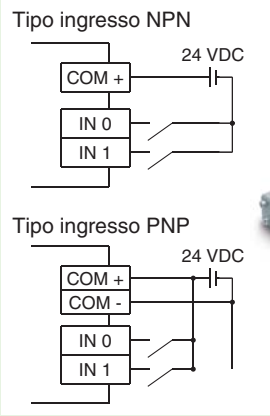 Tipo ingresso NPN
24 VDC
COM +
IN 0
IN 1
Tipo ingresso PNP
24 VDC
COM +
COM -
IN 0
IN 1